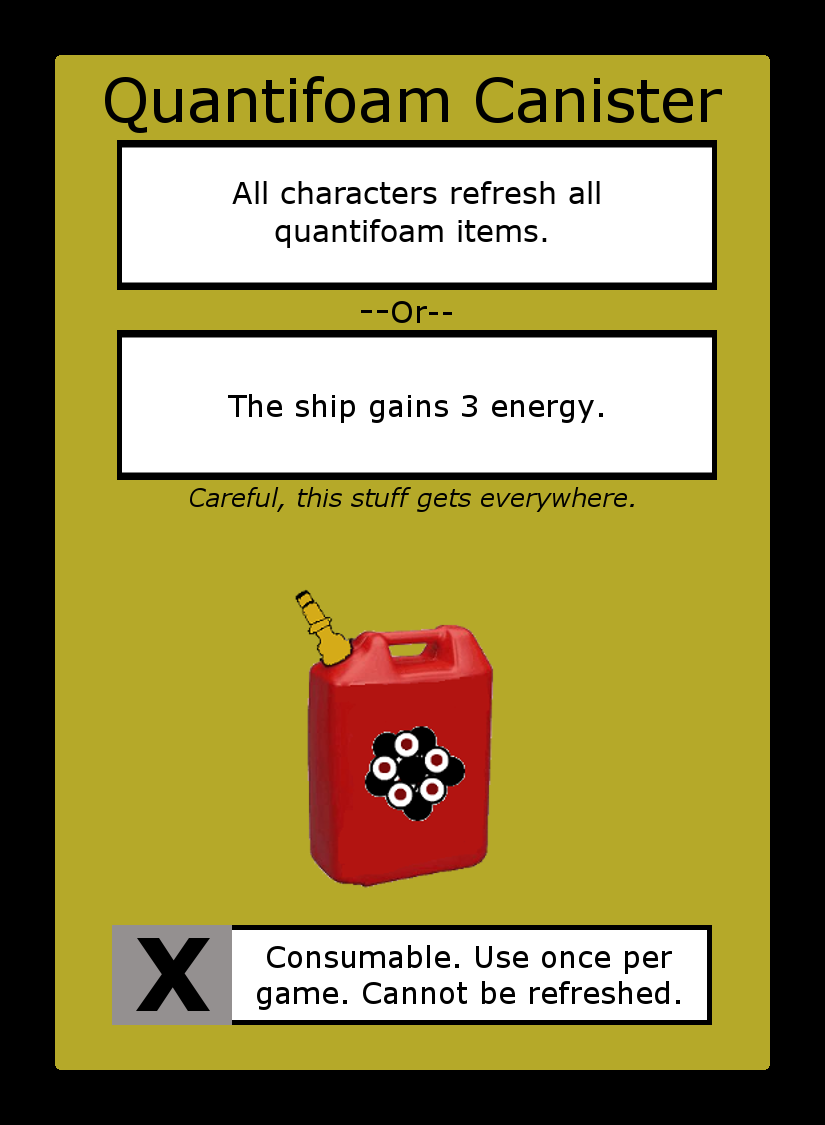 Quantifoam Canister
All characters refresh all
quantifoam items.
--Or--
The ship gains 3 energy.
Careful, this stuff gets everywhere.
X
Consumable. Use once per
game. Cannot be refreshed.